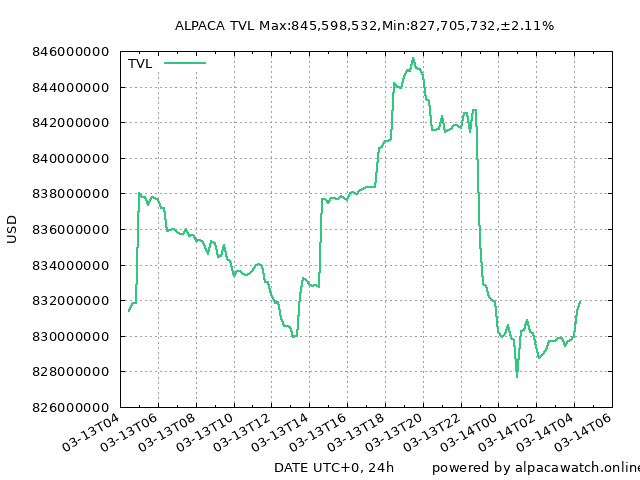 ALPACA TVL Max:845,598,532,Min:827,705,732,±2.11%
TVL
USD
846000000
844000000
842000000
840000000
838000000
836000000
834000000
832000000
830000000
828000000
826000000
03-13T04
03-13T06
03-13T08
03-13T10
03-13T12
03-13T14
03-13T16
03-13T18
03-13T20
03-13T22
03-14T00
03-14T02
03-14T04
03-14T06
DATE UTC+0, 24h
powered by alpacawatch.online